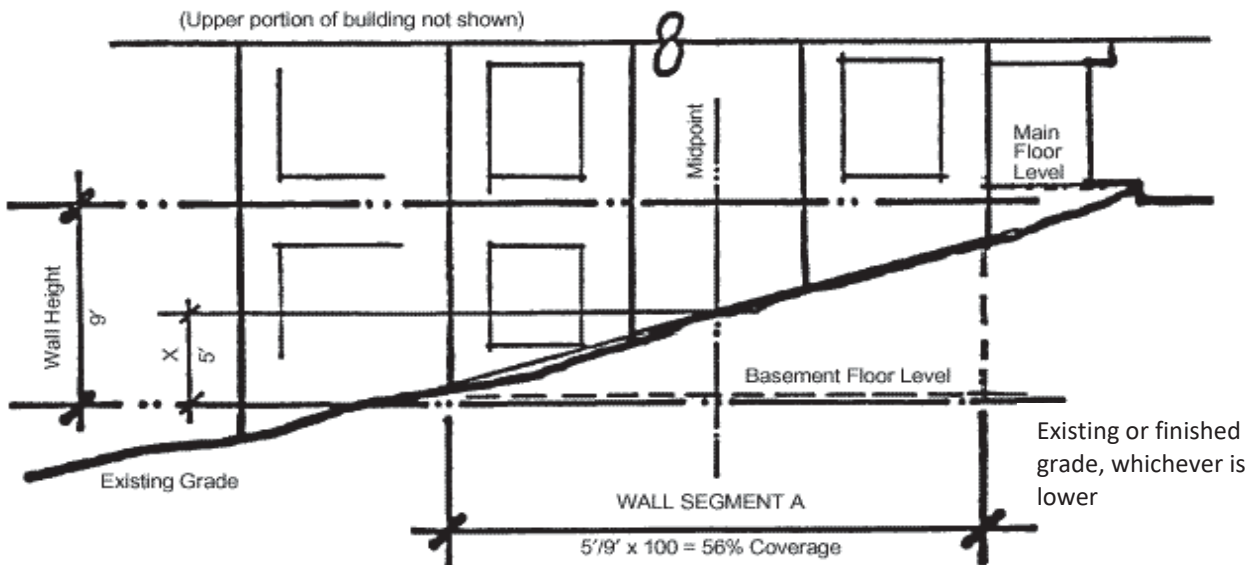 (Upper portion of building not shown)
8
Midpoint
Main
Floor
Level
Wall Height
9′
X
5′
Basement Floor Level
Existing Grade
Existing or finished
grade, whichever is
lower
WALL SEGMENT A
5′/9′ x 100 = 56% Coverage